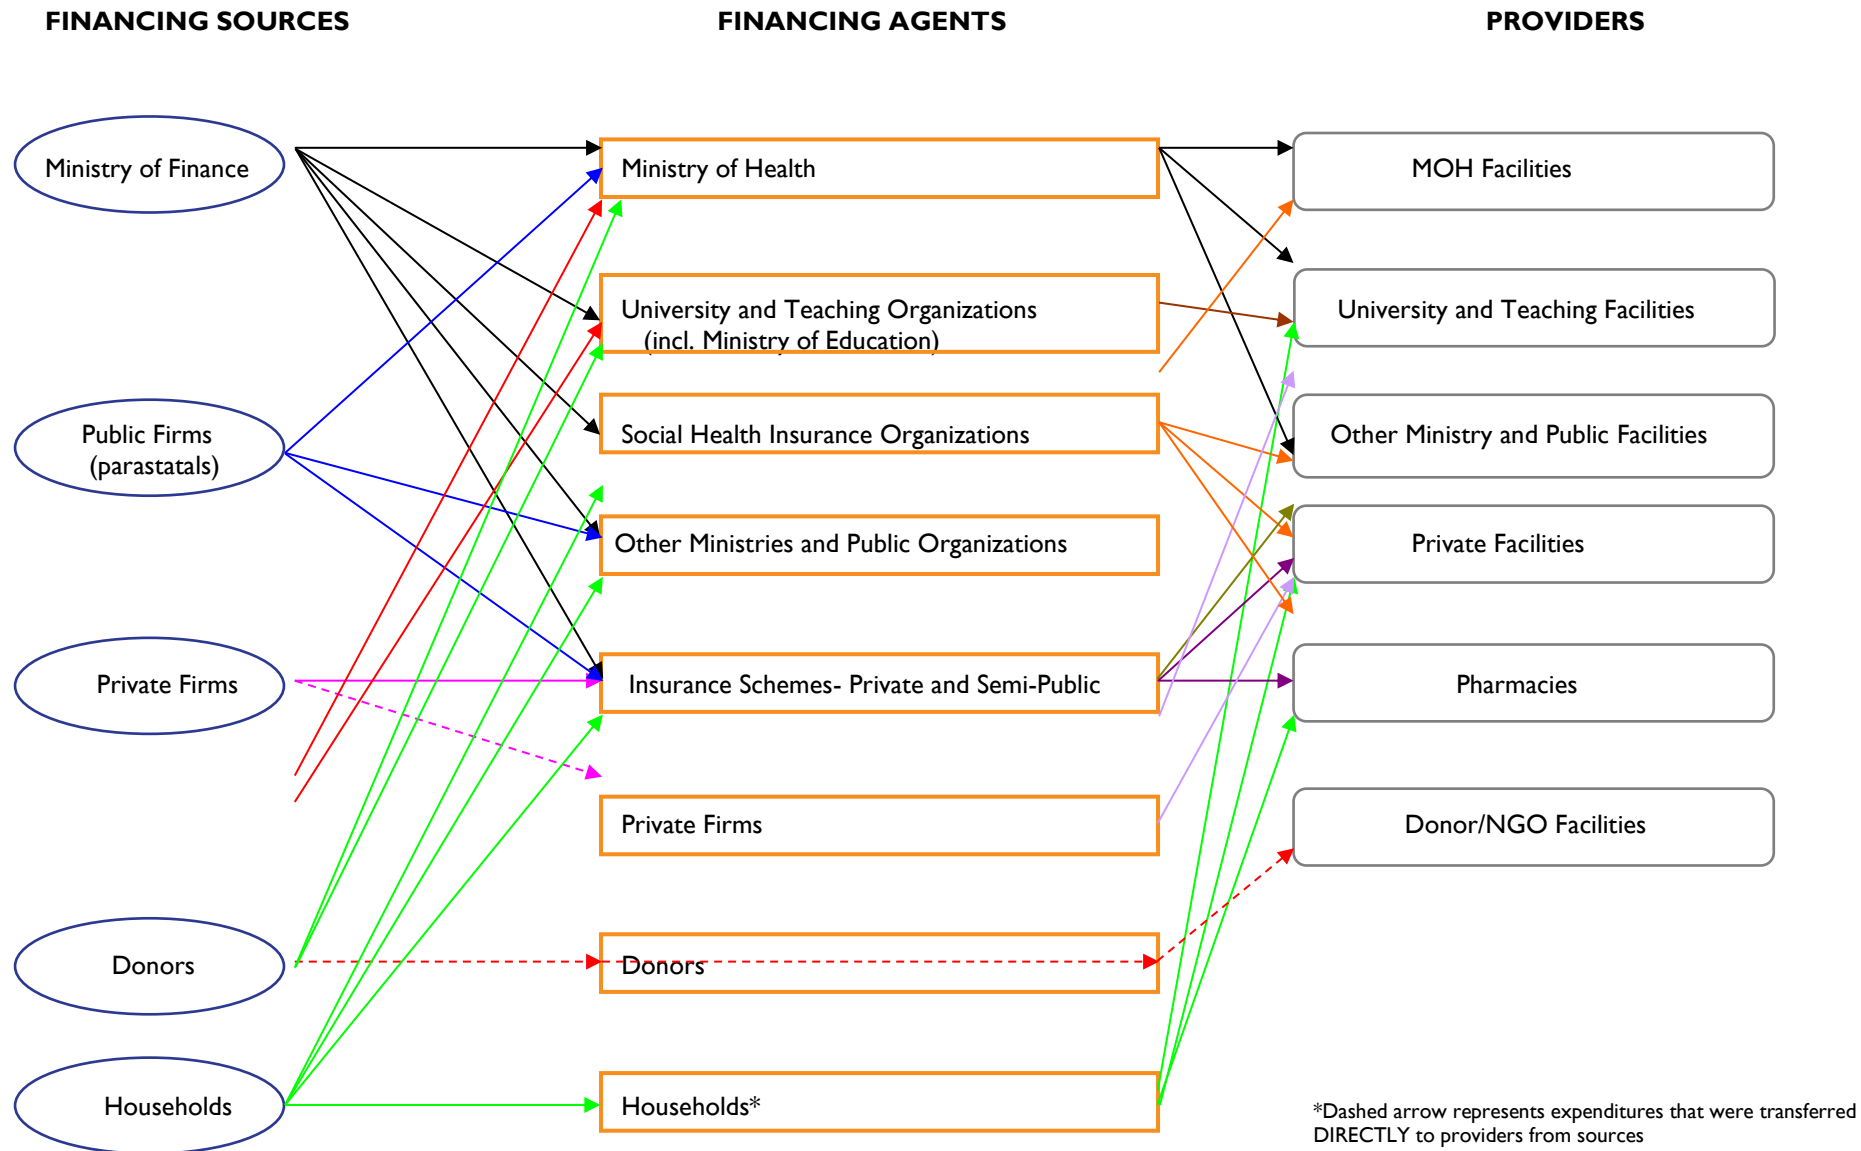 FINANCING SOURCES
FINANCING AGENTS
PROVIDERS
Ministry of Finance
Ministry of Health
MOH Facilities
University and Teaching Organizations
(incl. Ministry of Education)
University and Teaching Facilities
Public Firms
(parastatals)
Social Health Insurance Organizations
Other Ministry and Public Facilities
Other Ministries and Public Organizations
Private Facilities
Private Firms
Insurance Schemes- Private and Semi-Public
Pharmacies
Private Firms
Donor/NGO Facilities
Donors
Donors
Households
Households*
*Dashed arrow represents expenditures that were transferred
DIRECTLY to providers from sources